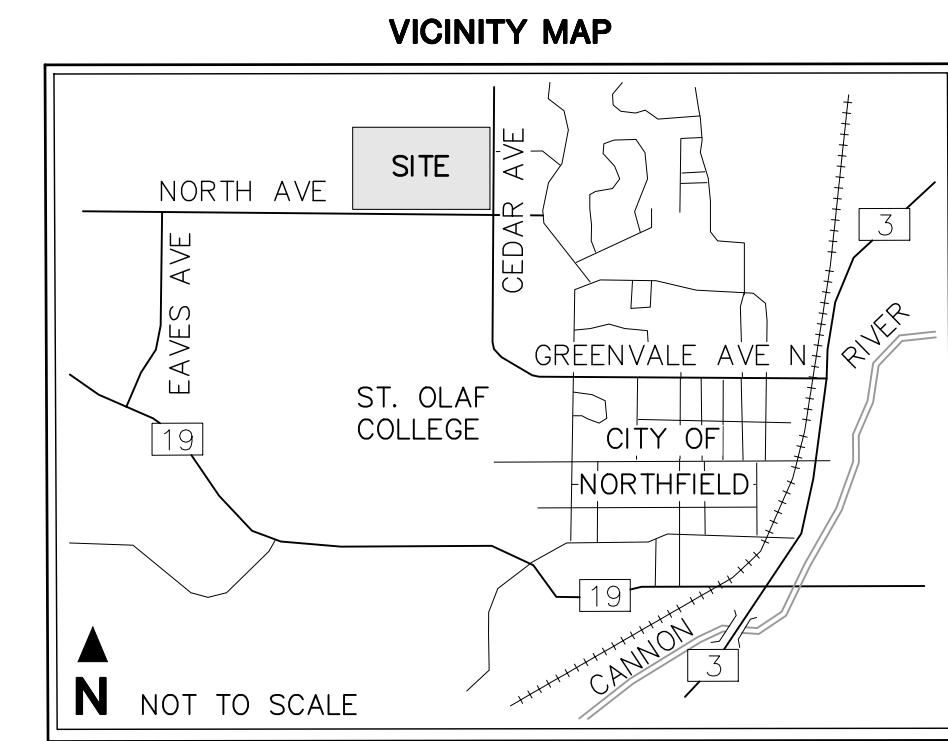 VICINITY MAP
SITE
NORTH AVE
CEDAR AVE
3
EAVES AVE
RIVER
GREENVALE AVE N
ST. OLAF
COLLEGE
19
CITY OF
NORTHFIELD
19
CANNON
3
N NOT TO SCALE